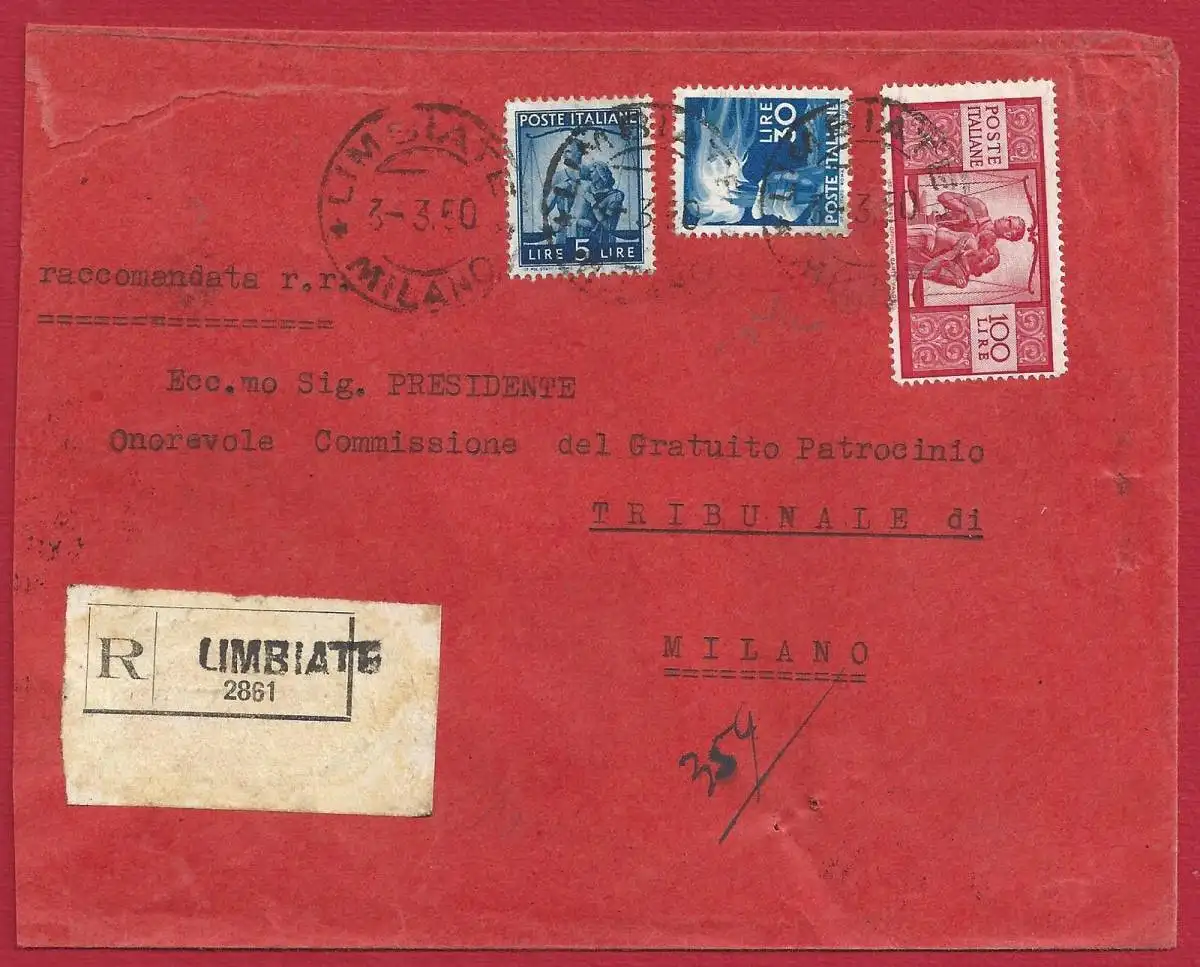 POSTE ITALIANE
LIRE 5 LIRE
LIRE 30
POSTE ITALIANE
POSTE ITALIANE
100 LIRE
LIMBIATE
3-3.50
MILANO
raccomandata r.r.
=================
Ecc.mo Sig. PRESIDENTE
Onorevole Commissione del Gratuito Patrocinio
TRIBUNALE di
MILANO
===========
R LIMBIATE
2861
354/